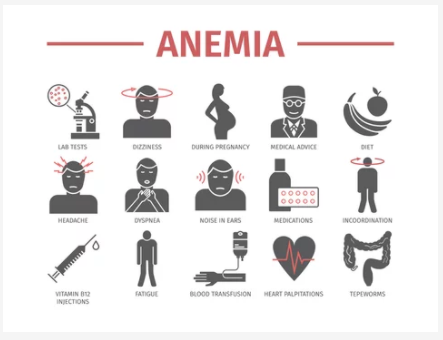 ANEMIA
LAB TESTS
DIZZINESS
DURING PREGNANCY
MEDICAL ADVICE
DIET
HEADACHE
DYSPNEA
NOISE IN EARS
MEDICATIONS
INCOORDINATION
VITAMIN B12
INJECTIONS
FATIGUE
BLOOD TRANSFUSION
HEART PALPITATIONS
TEPEWORMS